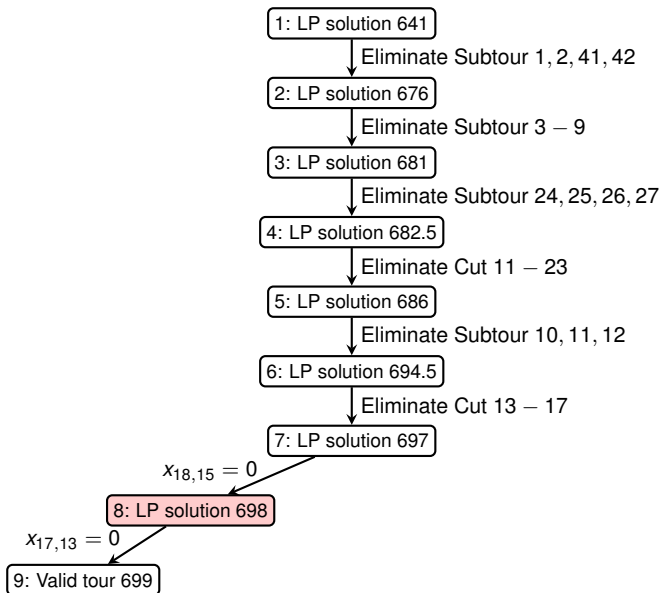 1: LP solution 641
Eliminate Subtour 1, 2, 41, 42
2: LP solution 676
Eliminate Subtour 3 − 9
3: LP solution 681
Eliminate Subtour 24, 25, 26, 27
4: LP solution 682.5
Eliminate Cut 11 − 23
5: LP solution 686
Eliminate Subtour 10, 11, 12
6: LP solution 694.5
Eliminate Cut 13 − 17
7: LP solution 697
x18,15 = 0
8: LP solution 698
x17,13 = 0
9: Valid tour 699